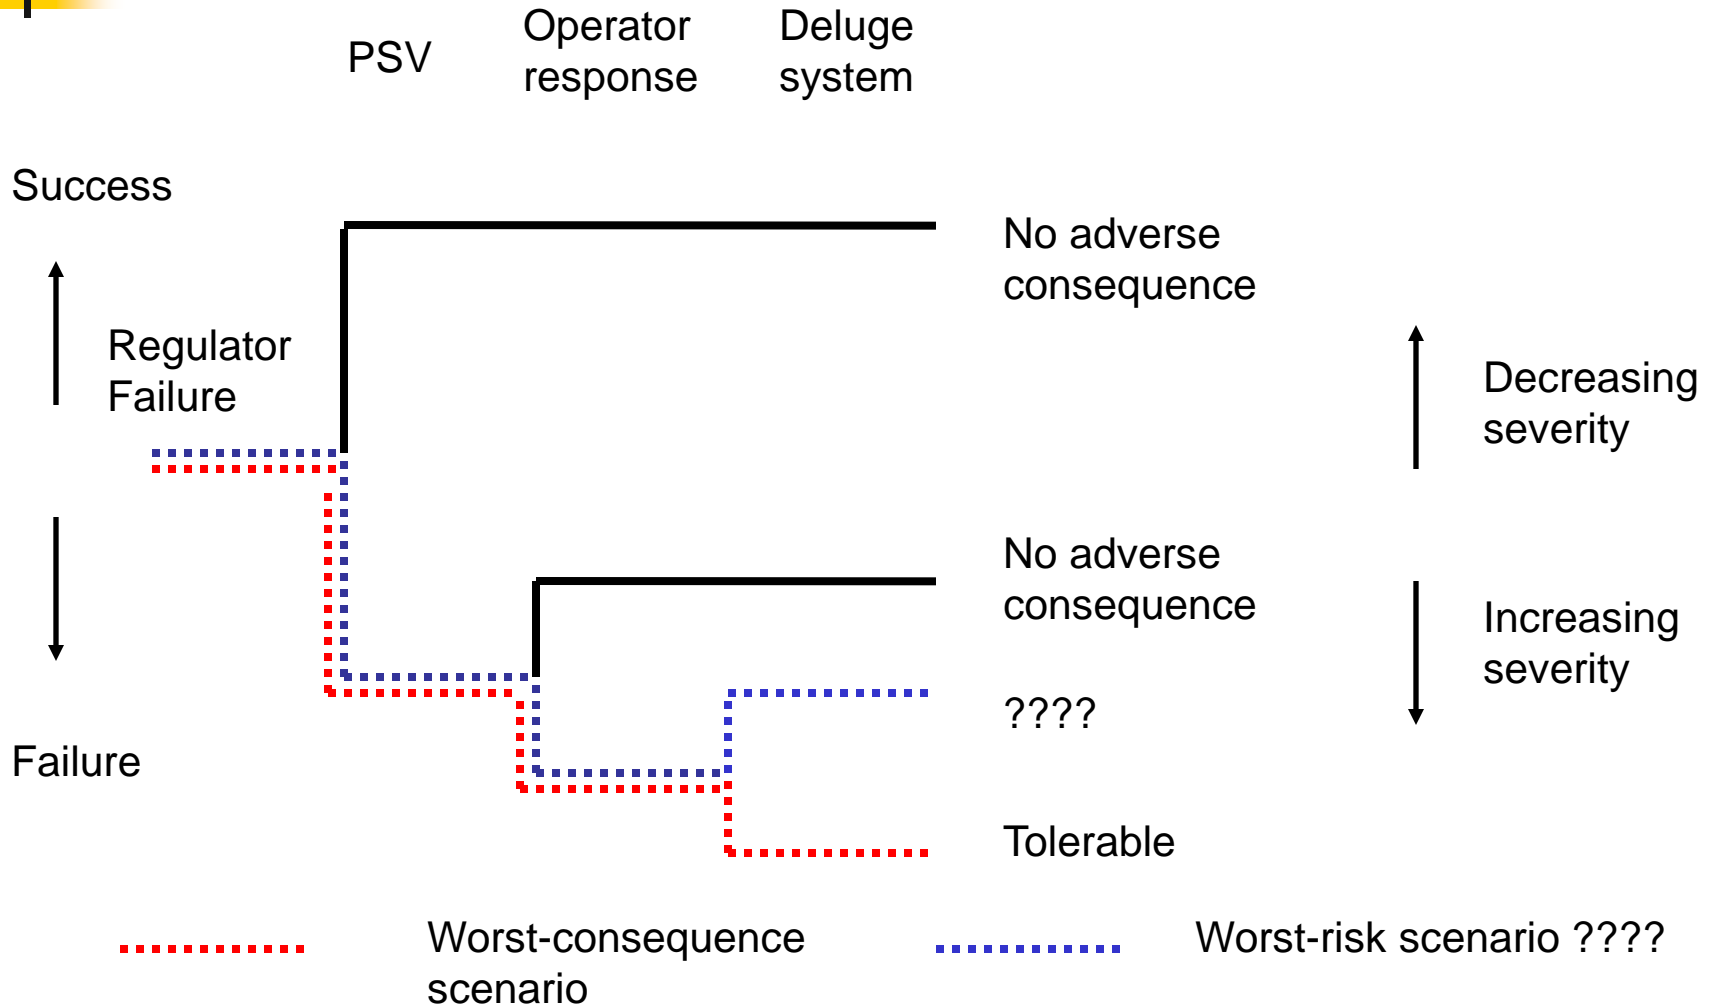 PSV
Operator
response
Deluge
system
Success
Regulator
Failure
No adverse
consequence
Decreasing
severity
No adverse
consequence
Increasing
severity
????
Failure
Tolerable
Worst-consequence
scenario
Worst-risk scenario ????